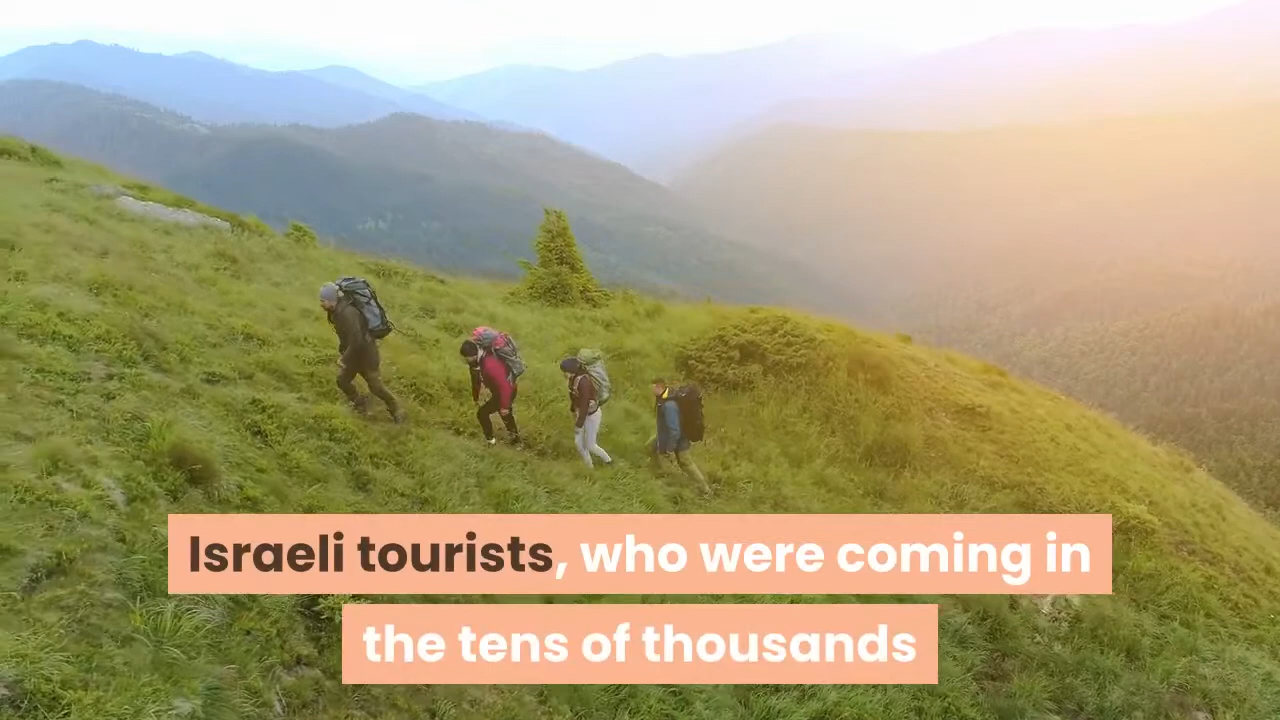 Israeli tourists, who were coming in
the tens of thousands